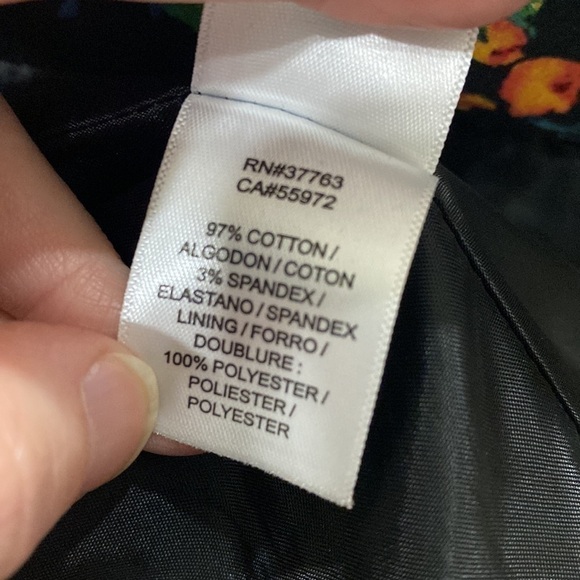 RN#37763
CA#55972
97% COTTON /
ALGODON / COTON
3% SPANDEX /
ELASTANO / SPANDEX
LINING / FORRO /
DOUBLURE :
100% POLYESTER /
POLIESTER /
POLYESTER